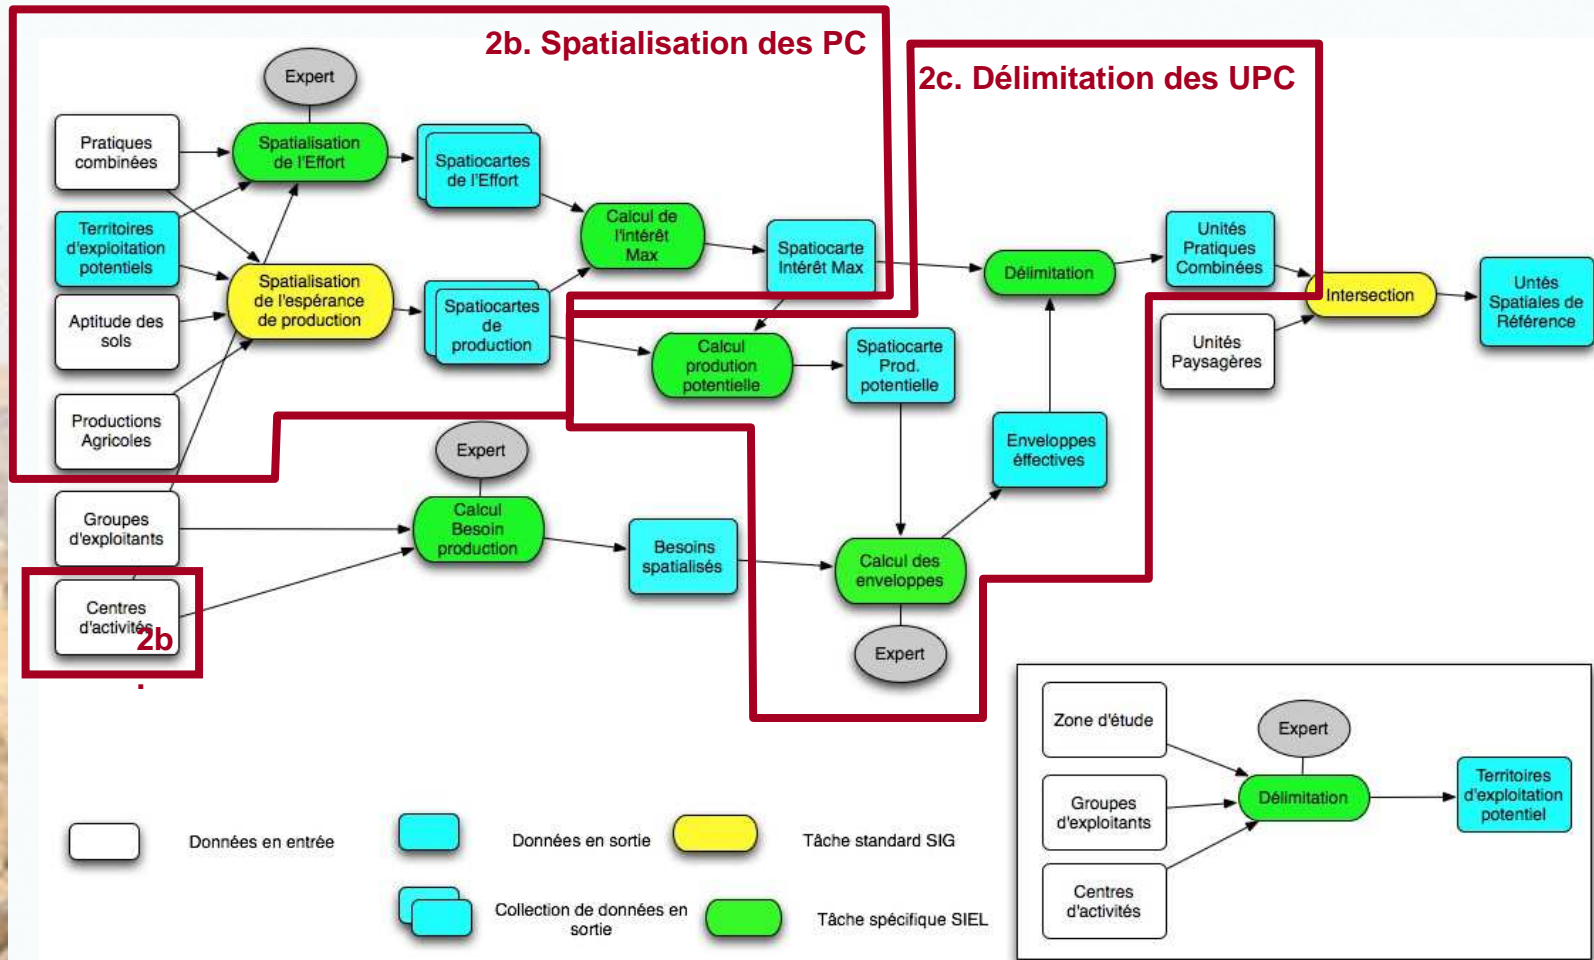 2b. Spatialisation des PC
2c. Délimitation des UPC
Expert
Pratiques
combinées
Spatialisation
de l'Effort
Spatiocartes
de l'Effort
Territoires
d'exploitation
potentiels
Calcul de
l'intérêt
Max
Spatiocarte
Intérêt Max
Délimitation
Unités
Pratiques
Combinées
Spatialisation
de l'espérance
de production
Spatiocartes
de
production
Intersection
Untés
Spatiales de
Référence
Aptitude des
sols
Calcul
prodution
potentielle
Spatiocarte
Prod.
potentielle
Unités
Paysagères
Productions
Agricoles
Expert
Enveloppes
éffectives
Groupes
d'exploitants
Calcul
Besoin
production
Besoins
spatialisés
Calcul des
enveloppes
Centres
d'activités
2b
.
Expert
Zone d'étude
Expert
Groupes
d'exploitants
Délimitation
Territoires
d'exploitation
potentiel
Centres
d'activités
Données en entrée
Données en sortie
Tâche standard SIG
Collection de données en
sortie
Tâche spécifique SIEL